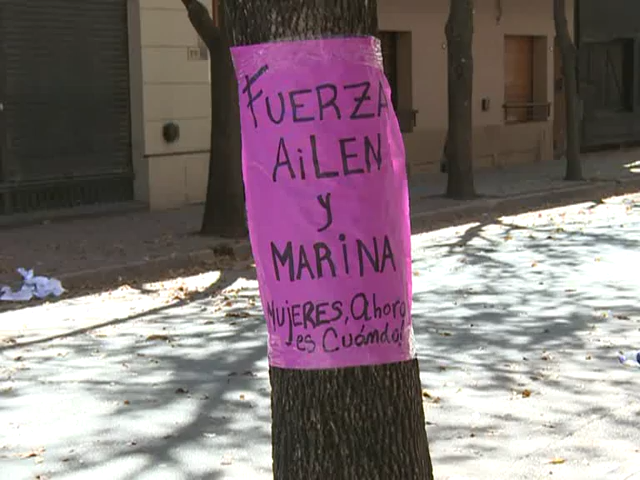 FUERZA
AiLEN
y
MARiNA
MUjERES, Ahora
es Cuándo!